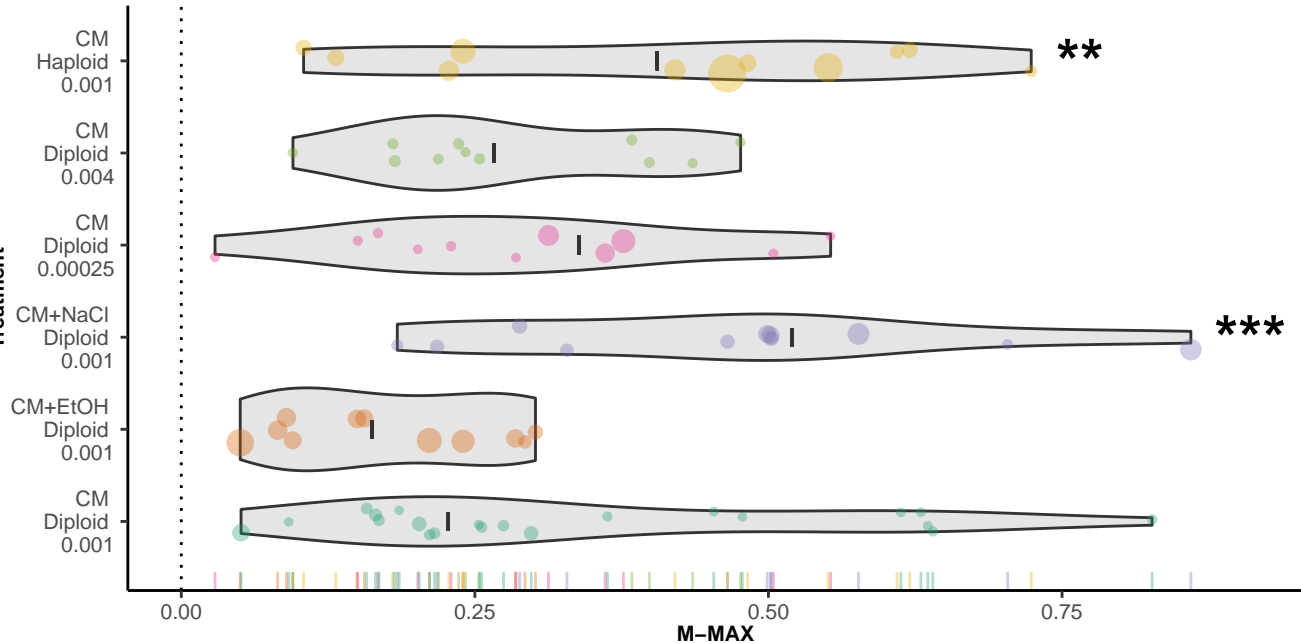 CM
Haploid
0.001
**
CM
Diploid
0.004
CM
Diploid
0.00025
CM+NaCl
Diploid
0.001
***
CM+EtOH
Diploid
0.001
CM
Diploid
0.001
0.00
0.25
0.50
0.75
M−MAX